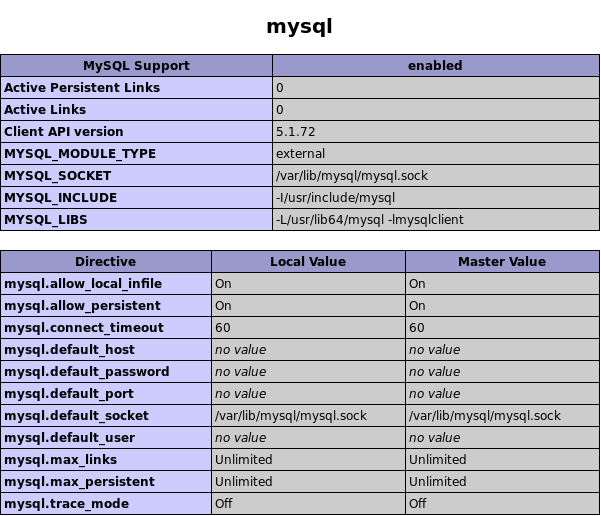 mysql
MySQL Support enabled
Active Persistent Links 0
Active Links 0
Client API version 5.1.72
MYSQL_MODULE_TYPE external
MYSQL_SOCKET /var/lib/mysql/mysql.sock
MYSQL_INCLUDE -I/usr/include/mysql
MYSQL_LIBS -L/usr/lib64/mysql -lmysqlclient
Directive Local Value Master Value
mysql.allow_local_infile On On
mysql.allow_persistent On On
mysql.connect_timeout 60 60
mysql.default_host no value no value
mysql.default_password no value no value
mysql.default_port no value no value
mysql.default_socket /var/lib/mysql/mysql.sock /var/lib/mysql/mysql.sock
mysql.default_user no value no value
mysql.max_links Unlimited Unlimited
mysql.max_persistent Unlimited Unlimited
mysql.trace_mode Off Off